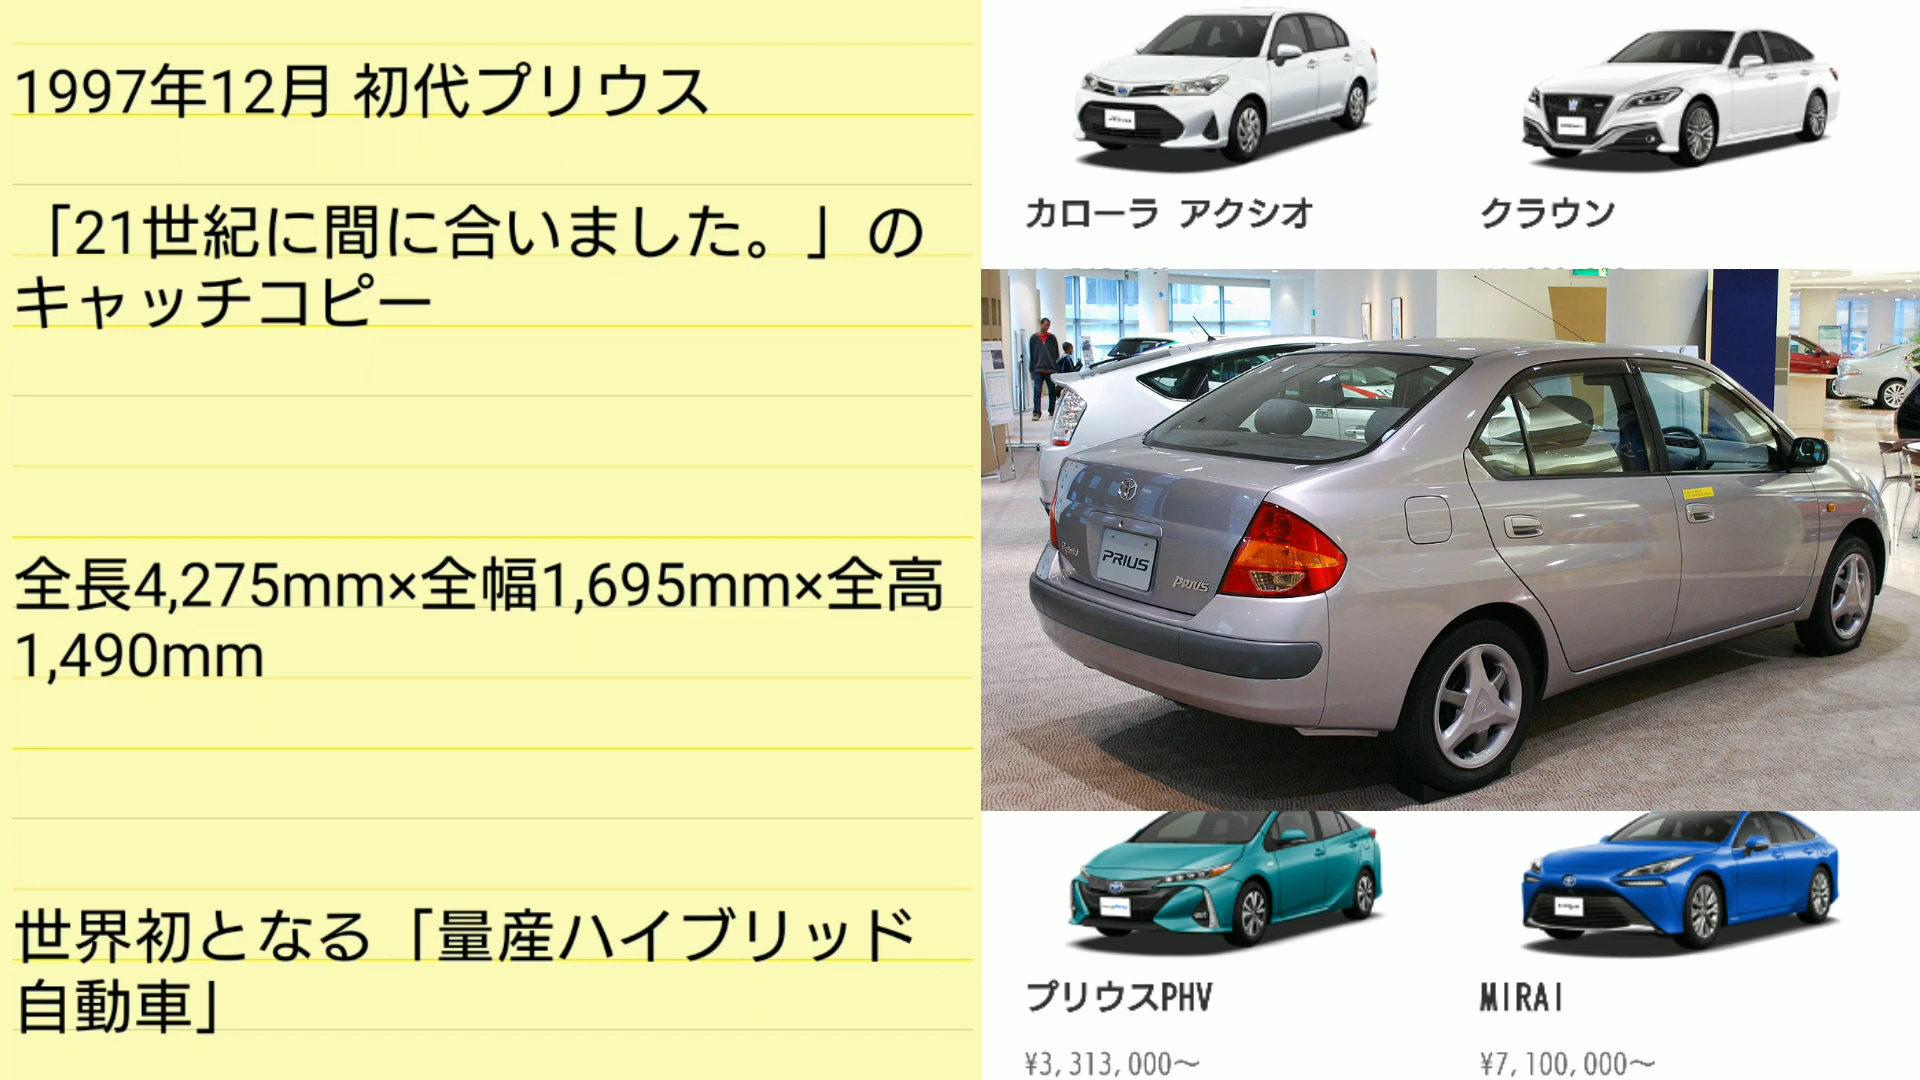 1997年12月 初代プリウス
「21世紀に間に合いました。」の
キャッチコピー
全長4,275mm×全幅1,695mm×全高
1,490mm
世界初となる「量産ハイブリッド
自動車」
カローラ アクシオ
クラウン
PRIUS
PRIUS
プリウスPHV
MIRAI
¥3,313,000～
¥7,100,000～